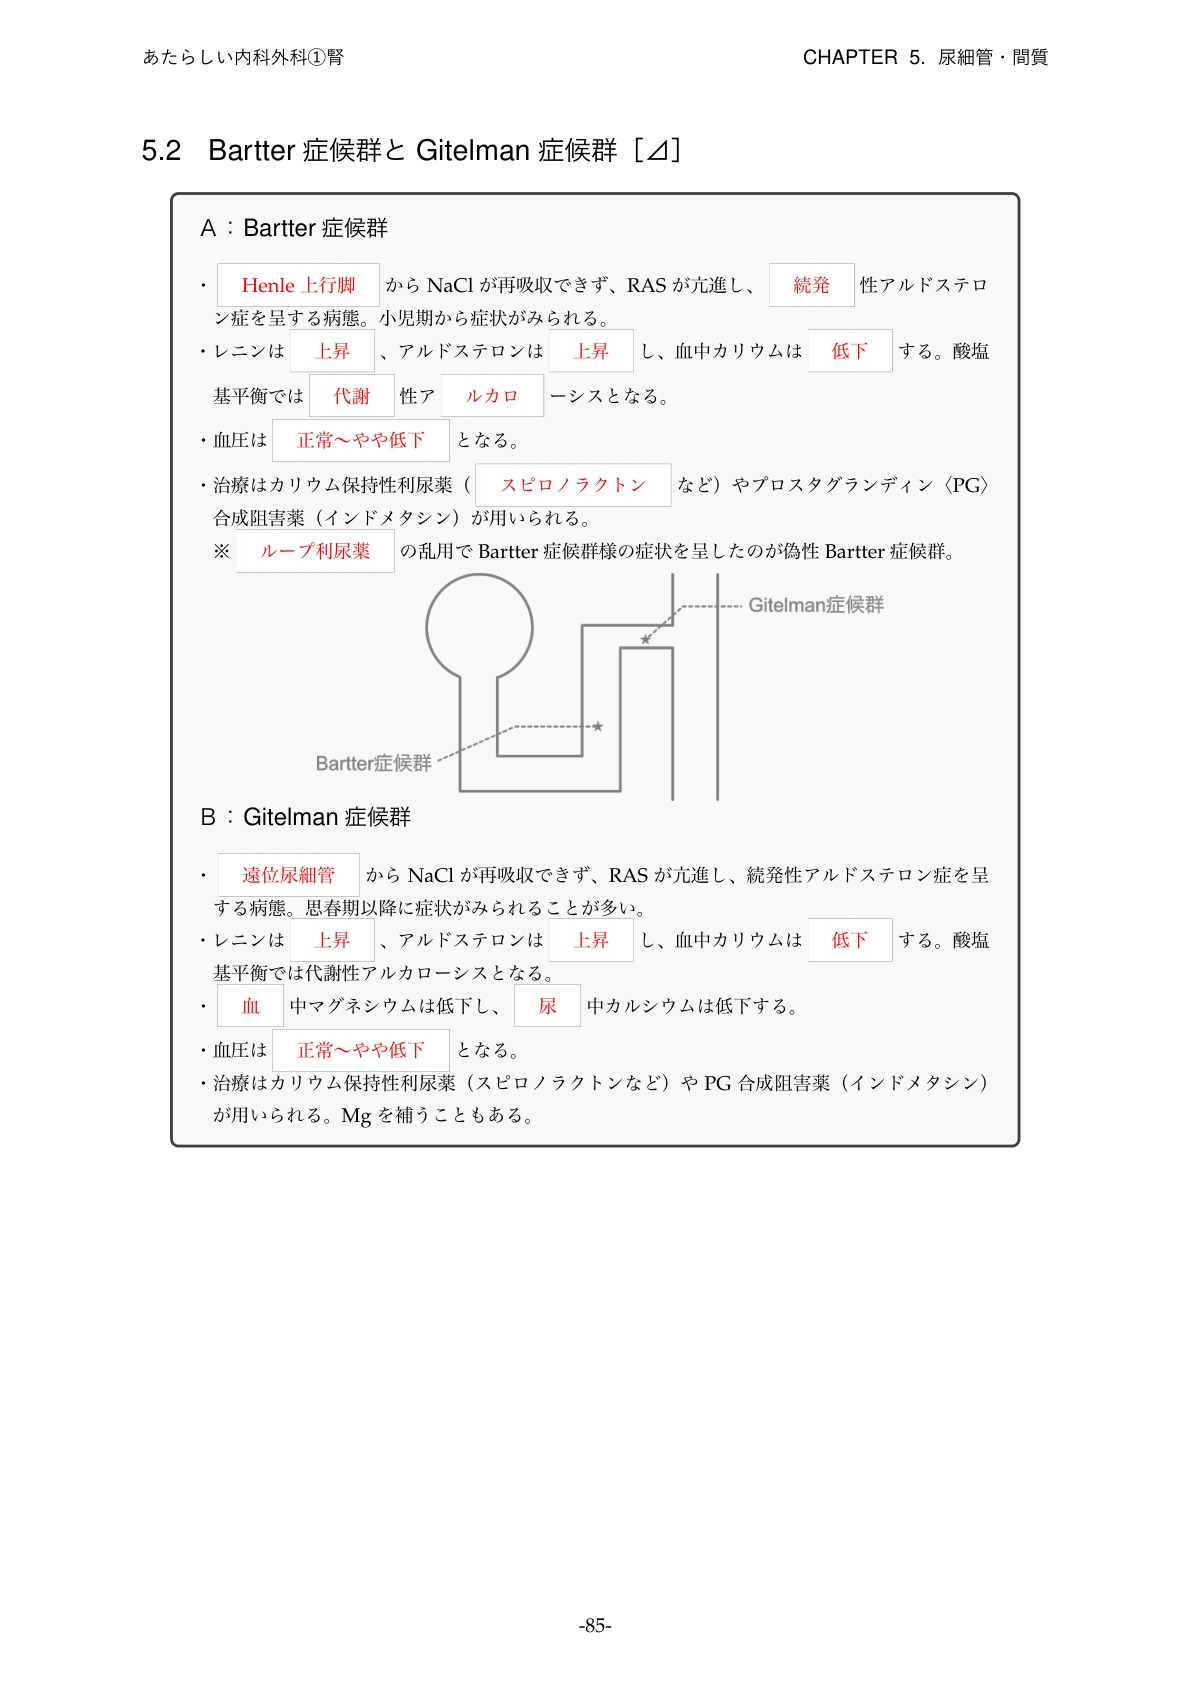 あたらしい内科外科①腎
CHAPTER 5. 尿細管・間質
5.2 Bartter 症候群と Gitelman 症候群［⊿］
A：Bartter 症候群
・ Henle 上行脚 から NaCl が再吸収できず、RAS が亢進し、 続発 性アルドステロ
ン症を呈する病態。小児期から症状がみられる。
・レニンは 上昇 、アルドステロンは 上昇 し、血中カリウムは 低下 する。酸塩
基平衡では 代謝 性ア ルカロ ーシスとなる。
・血圧は 正常～やや低下 となる。
・治療はカリウム保持性利尿薬（ スピロノラクトン など）やプロスタグランディン〈PG〉
合成阻害薬（インドメタシン）が用いられる。
※ ループ利尿薬 の乱用で Bartter 症候群様の症状を呈したのが偽性 Bartter 症候群。
Gitelman症候群
Bartter症候群
B：Gitelman 症候群
・ 遠位尿細管 から NaCl が再吸収できず、RAS が亢進し、続発性アルドステロン症を呈
する病態。思春期以降に症状がみられることが多い。
・レニンは 上昇 、アルドステロンは 上昇 し、血中カリウムは 低下 する。酸塩
基平衡では代謝性アルカローシスとなる。
・ 血 中マグネシウムは低下し、 尿 中カルシウムは低下する。
・血圧は 正常～やや低下 となる。
・治療はカリウム保持性利尿薬（スピロノラクトンなど）や PG 合成阻害薬（インドメタシン）
が用いられる。Mg を補うこともある。
-85-